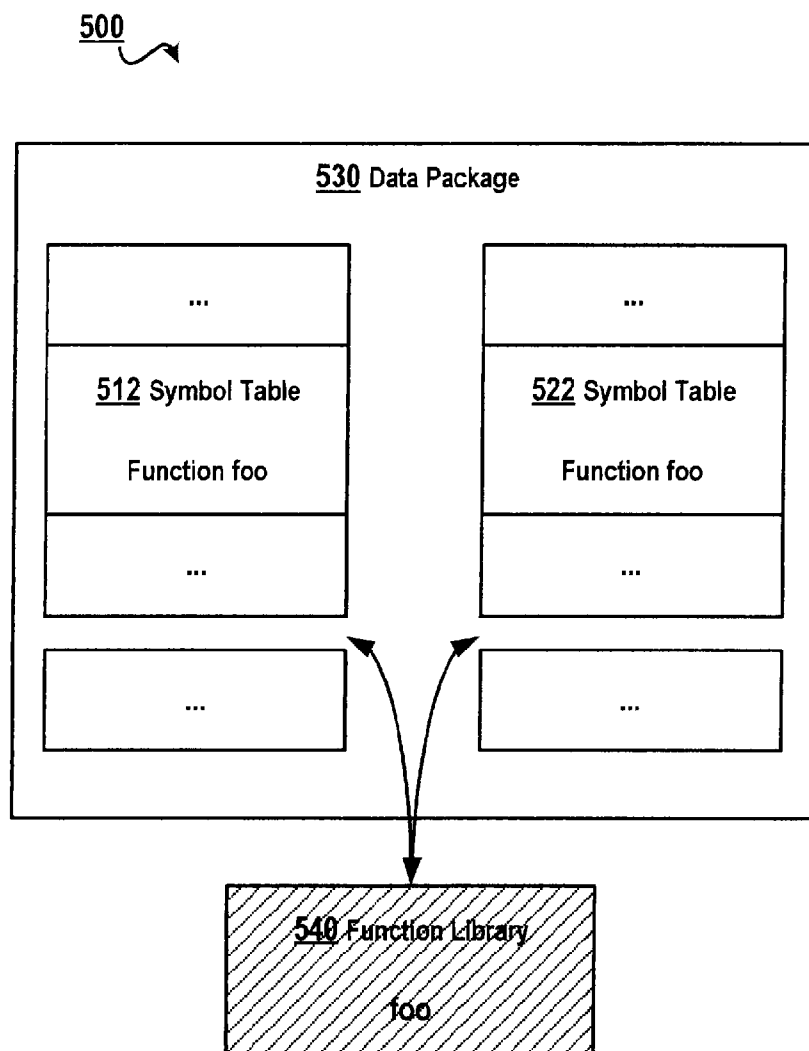 500
530 Data Package
...
512 Symbol Table
Function foo
...
...
...
522 Symbol Table
Function foo
...
...
540 Function Library
foo